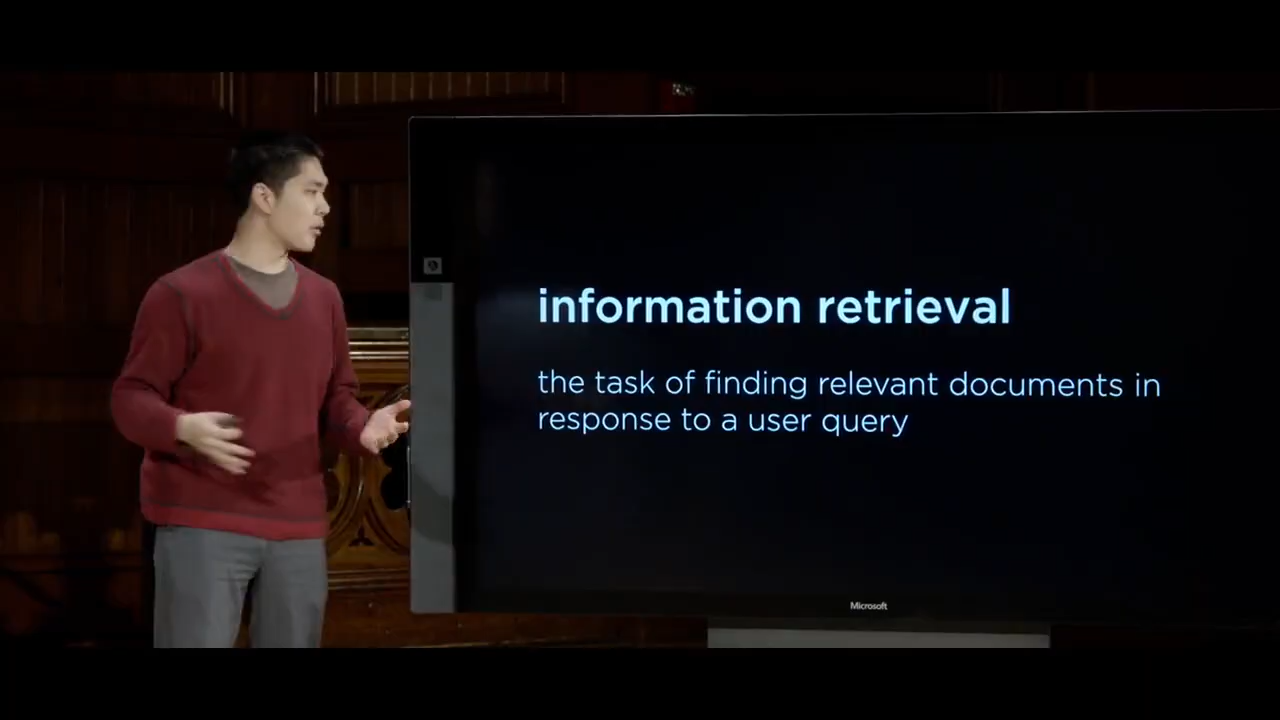 information retrieval
the task of finding relevant documents in
response to a user query
Microsoft